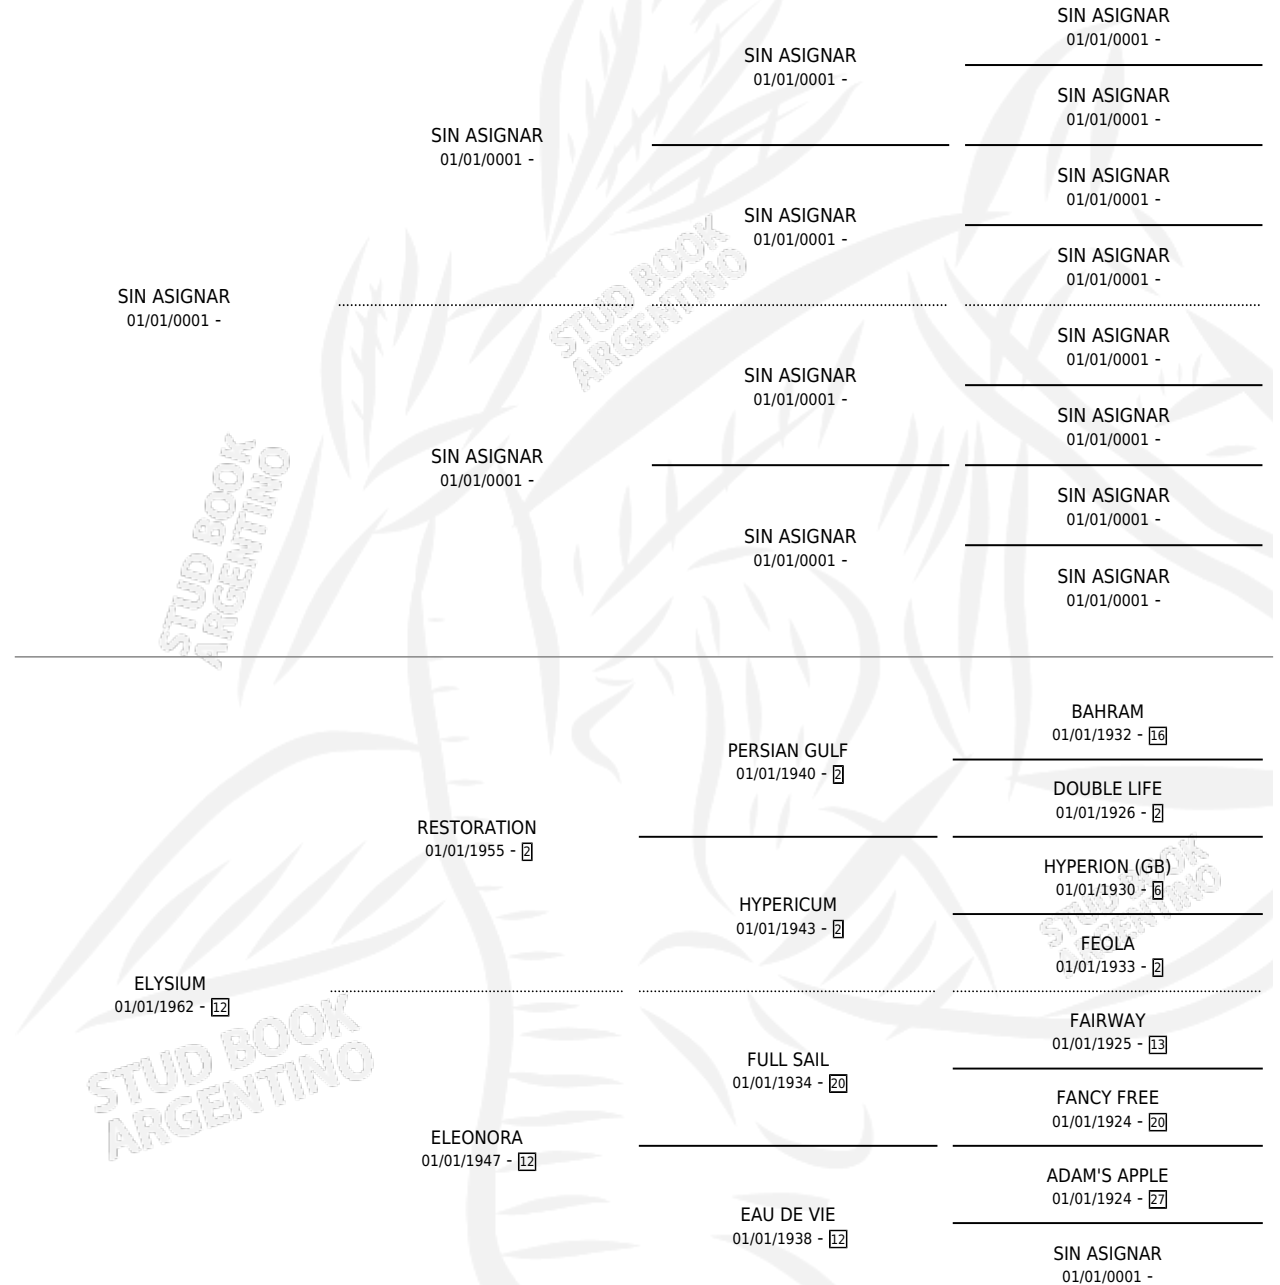 SIN ASIGNAR
01/01/0001 -
SIN ASIGNAR
01/01/0001 -
SIN ASIGNAR
01/01/0001 -
SIN ASIGNAR
01/01/0001 -
SIN ASIGNAR
01/01/0001 -
SIN ASIGNAR
01/01/0001 -
SIN ASIGNAR
01/01/0001 -
STUD BOOK
ARGENTINO
SIN ASIGNAR
01/01/0001 -
SIN ASIGNAR
01/01/0001 -
SIN ASIGNAR
01/01/0001 -
SIN ASIGNAR
01/01/0001 -
SIN ASIGNAR
01/01/0001 -
SIN ASIGNAR
01/01/0001 -
STUD BOOK
ARGENTINO
SIN ASIGNAR
01/01/0001 -
SIN ASIGNAR
01/01/0001 -
SIN ASIGNAR
01/01/0001 -
BAHRAM
01/01/1932 - 16
PERSIAN GULF
01/01/1940 - 2
DOUBLE LIFE
01/01/1926 - 2
RESTORATION
01/01/1955 - 2
HYPERION (GB)
01/01/1930 - 6
STUD BOOK
ARGENTINO
HYPERICUM
01/01/1943 - 2
FEOLA
01/01/1933 - 2
ELYSIUM
01/01/1962 - 12
STUD BOOK
ARGENTINO
FAIRWAY
01/01/1925 - 13
FULL SAIL
01/01/1934 - 20
FANCY FREE
01/01/1924 - 20
ELEONORA
01/01/1947 - 12
ADAM'S APPLE
01/01/1924 - 27
EAU DE VIE
01/01/1938 - 12
SIN ASIGNAR
01/01/0001 -